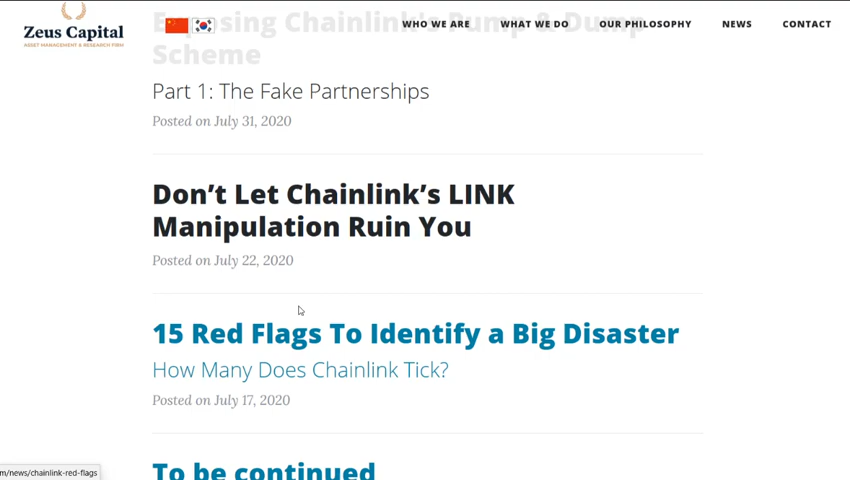 Zeus Capital
ASSET MANAGEMENT & RESEARCH FIRM
WHO WE ARE
WHAT WE DO
OUR PHILOSOPHY
NEWS
CONTACT
Exposing Chainlink's Pump & Dump
Scheme
Part 1: The Fake Partnerships
Posted on July 31, 2020
Don't Let Chainlink's LINK
Manipulation Ruin You
Posted on July 22, 2020
15 Red Flags To Identify a Big Disaster
How Many Does Chainlink Tick?
Posted on July 17, 2020
To be continued
m/news/chainlink-red-flags